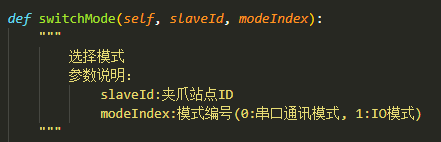 def switchMode(self, slaveId, modeIndex):
"""
选择模式
参数说明:
slaveId:夹爪站点ID
modeIndex:模式编号(0:串口通讯模式, 1:IO模式)
"""